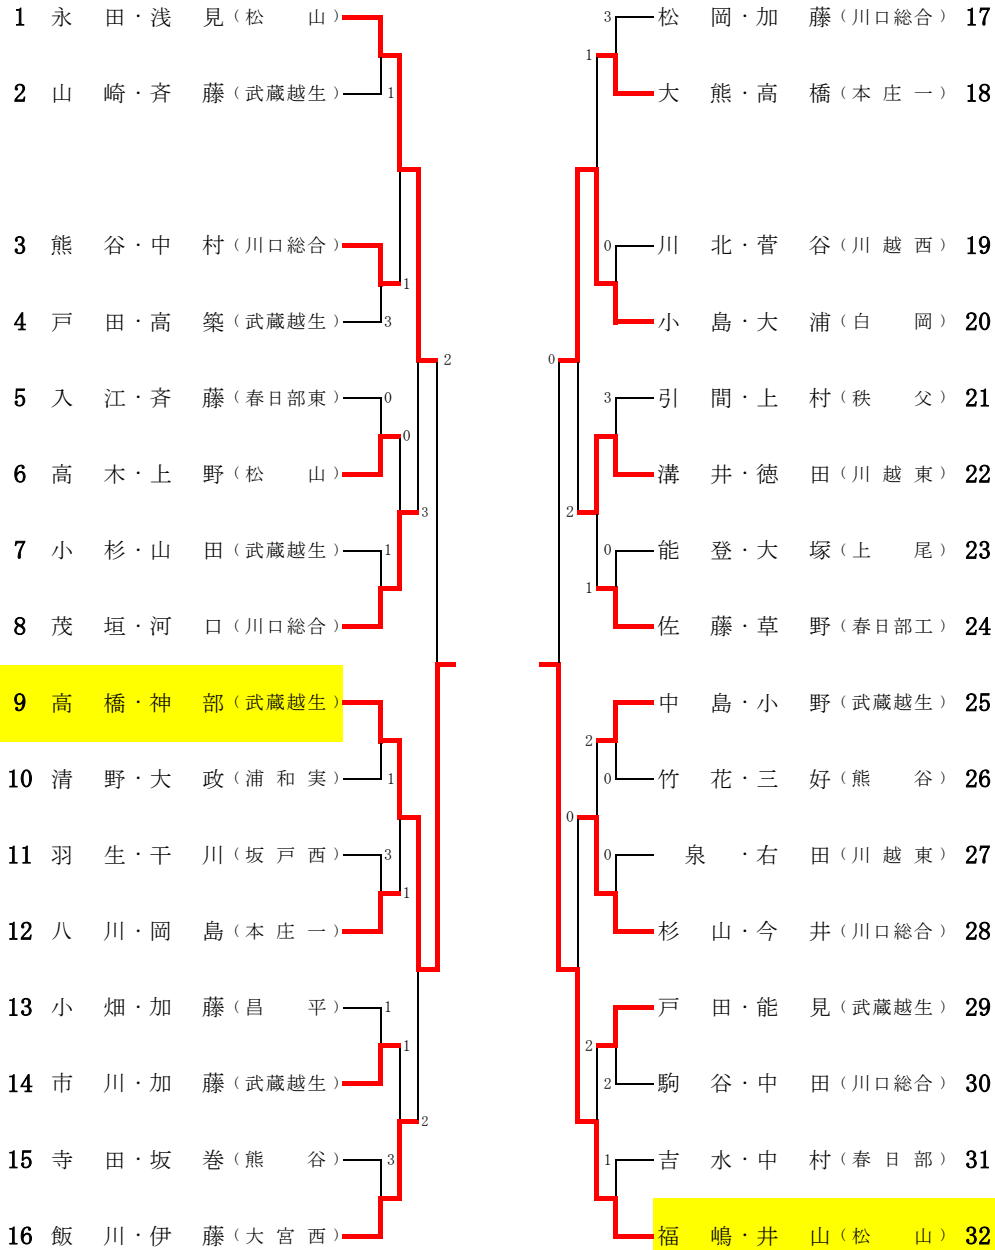 1 永田・浅見（松山）
2 山崎・斉藤（武蔵越生）
1
3 熊谷・中村（川口総合）
1
4 戸田・高築（武蔵越生）
3
2
5 入江・斉藤（春日部東）
0
0
6 高木・上野（松山）
3
7 小杉・山田（武蔵越生）
1
8 茂垣・河口（川口総合）
9 高橋・神部（武蔵越生）
10 清野・大政（浦和実）
1
11 羽生・干川（坂戸西）
3
1
12 八川・岡島（本庄一）
13 小畑・加藤（昌平）
1
1
14 市川・加藤（武蔵越生）
2
15 寺田・坂巻（熊谷）
3
16 飯川・伊藤（大宮西）
3
松岡・加藤（川口総合） 17
1
大熊・高橋（本庄一） 18
0
川北・菅谷（川越西） 19
小島・大浦（白岡） 20
0
3
引間・上村（秩父） 21
溝井・徳田（川越東） 22
2
0
能登・大塚（上尾） 23
1
佐藤・草野（春日部工） 24
中島・小野（武蔵越生） 25
2
0
竹花・三好（熊谷） 26
0
0
泉・右田（川越東） 27
杉山・今井（川口総合） 28
戸田・能見（武蔵越生） 29
2
2
駒谷・中田（川口総合） 30
1
吉水・中村（春日部） 31
福嶋・井山（松山） 32